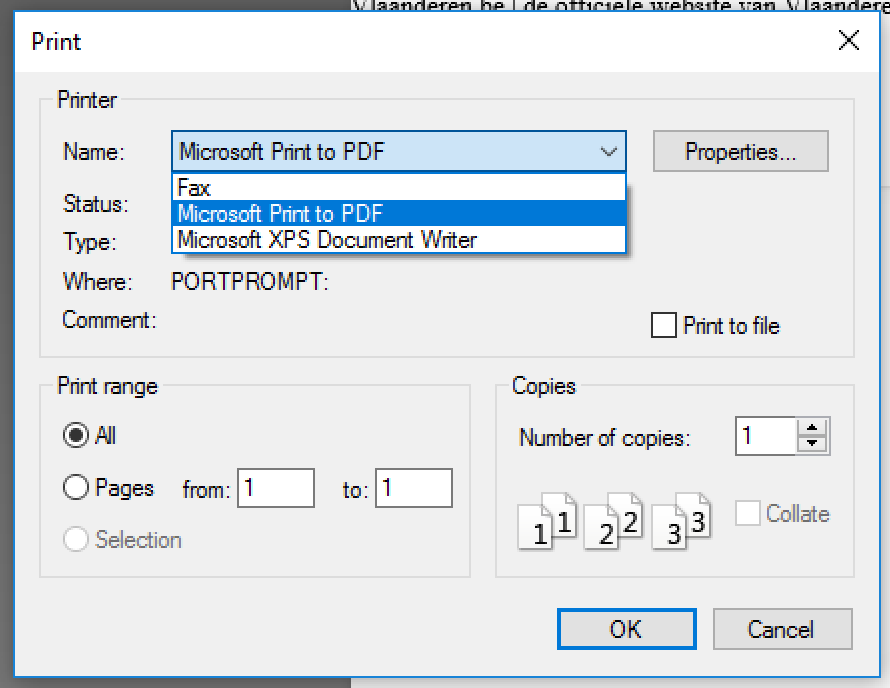 Vlaanderen.be | de officiële website van Vlaandere
Print
Printer
Name:
Microsoft Print to PDF
Properties...
Fax
Status:
Microsoft Print to PDF
Type:
Microsoft XPS Document Writer
Where:
PORTPROMPT:
Comment:
Print to file
Print range
Copies
All
Number of copies:
1
Pages
from:
1
to:
1
1 1 2 2 3 3
Collate
Selection
OK
Cancel